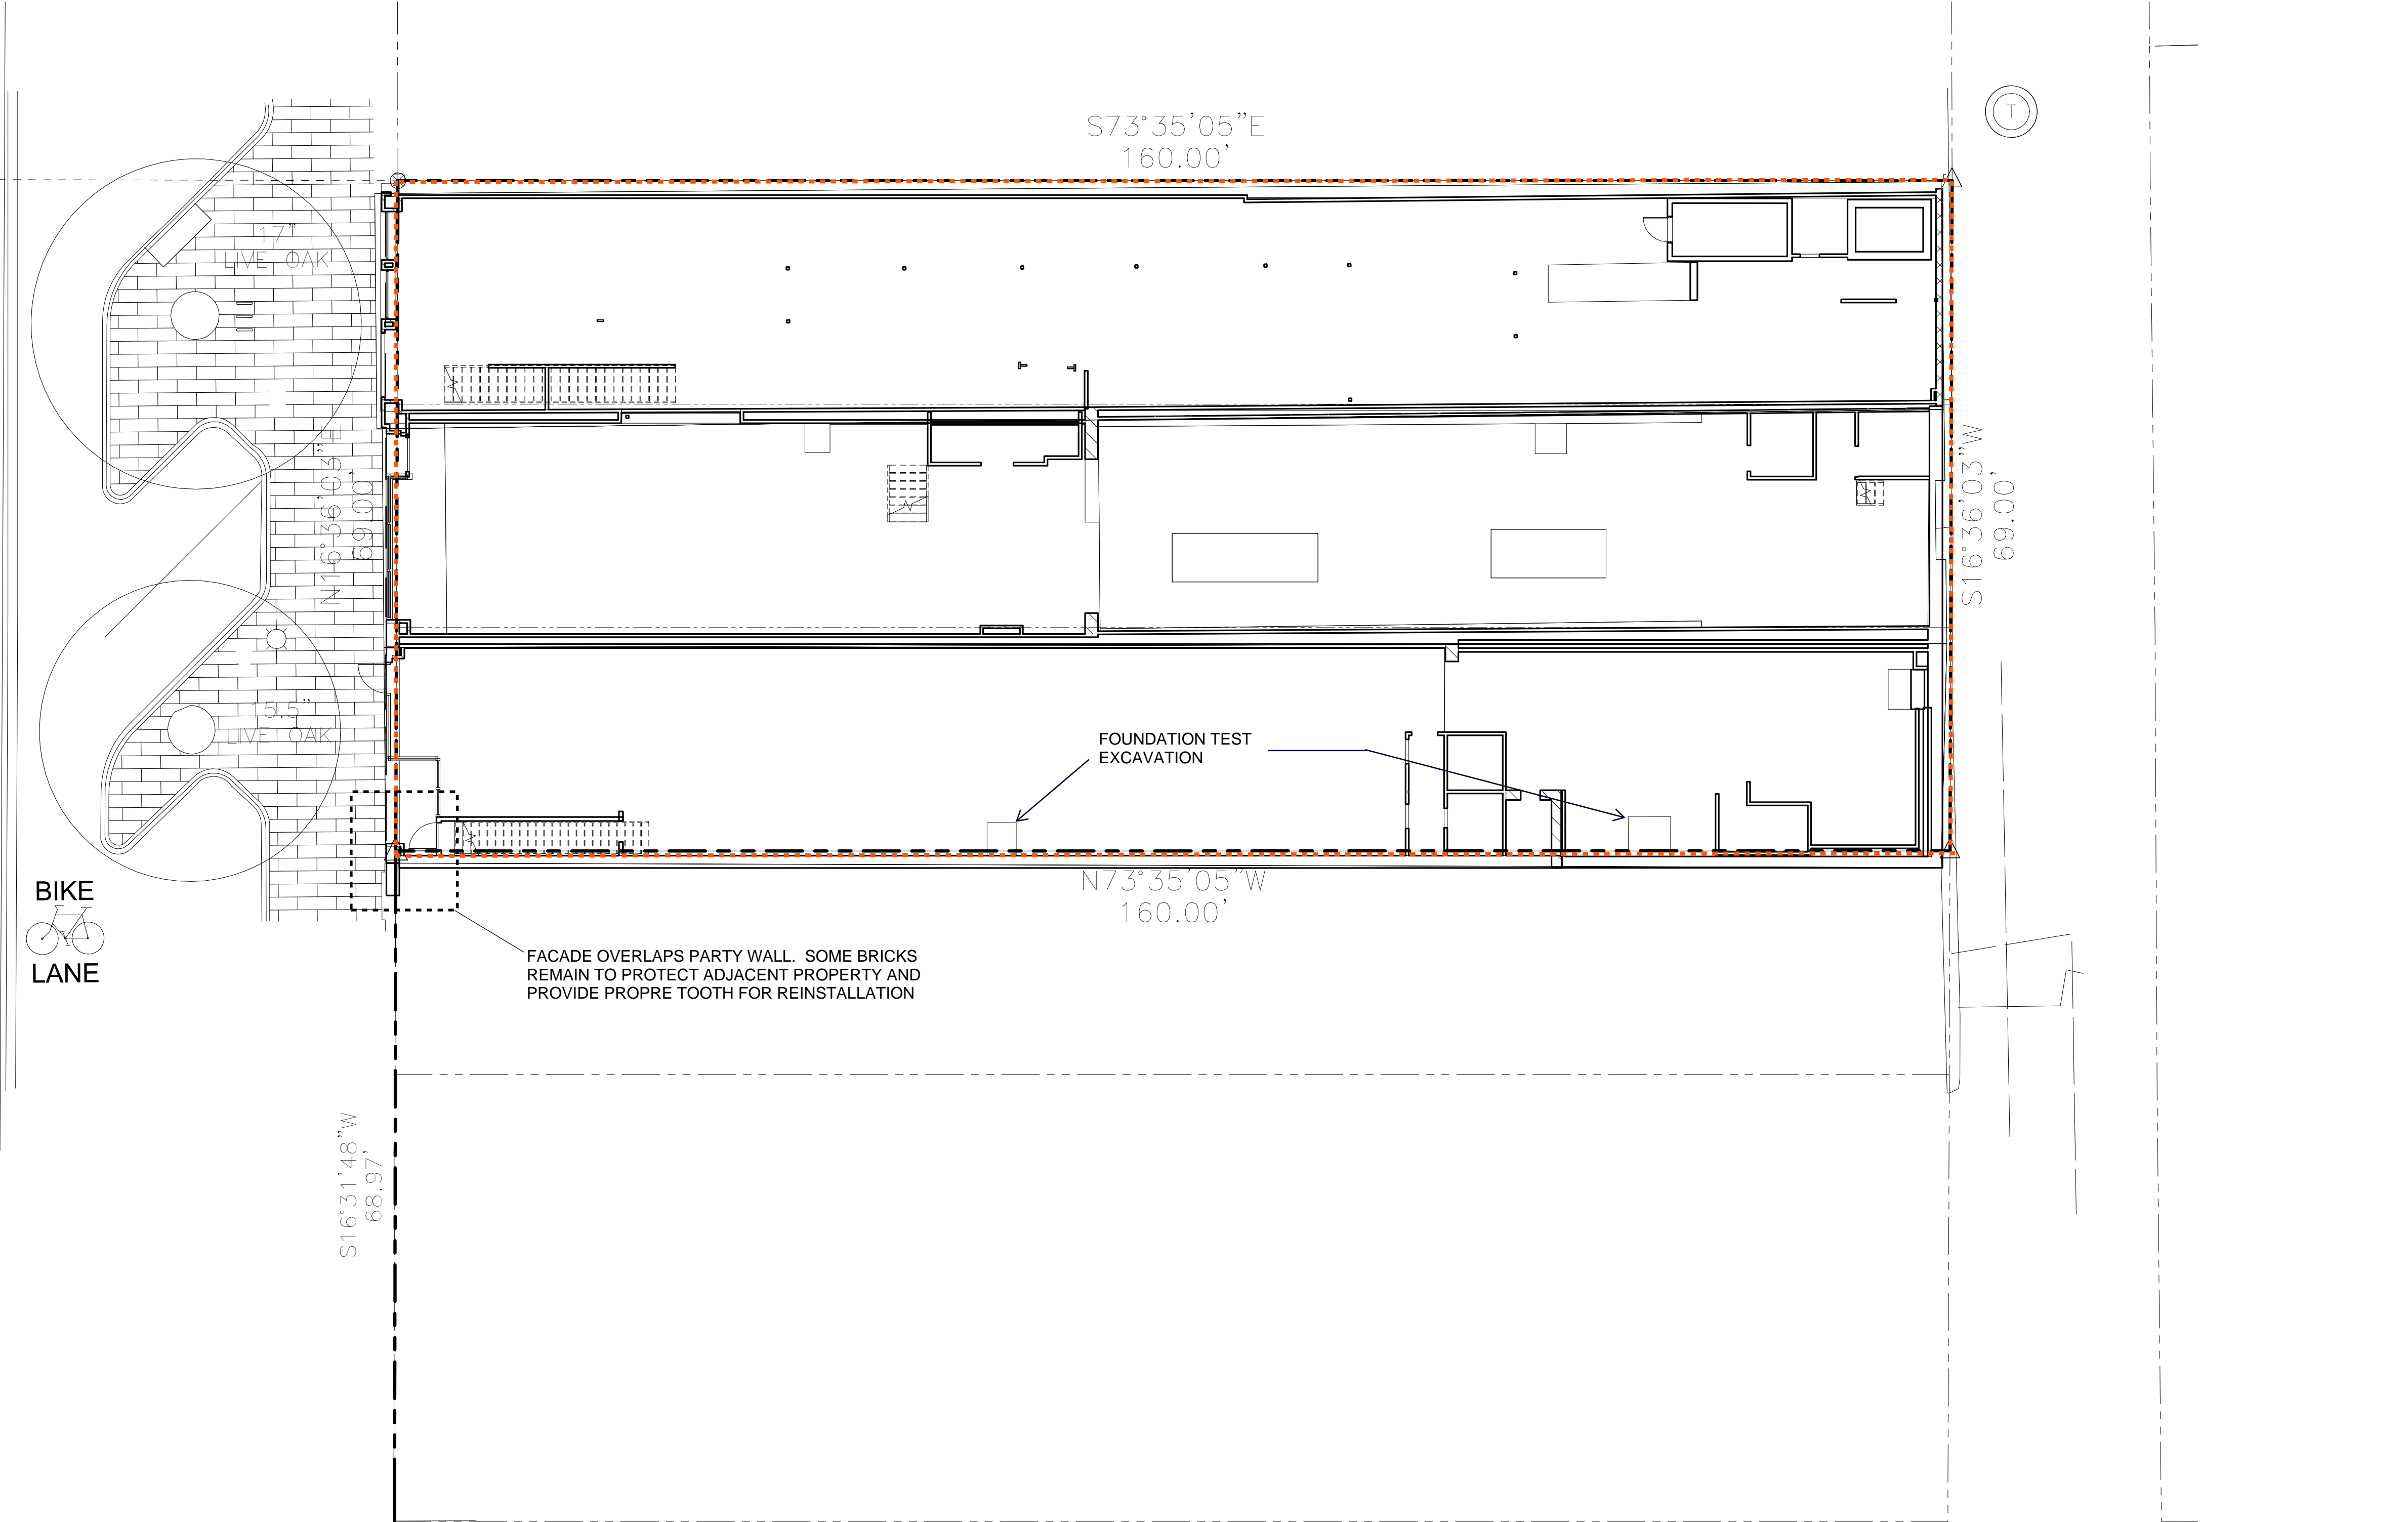 S73°35'05"E
160.00'
T
17"
LIVE OAK
N16°36'03"E
69.00'
S16°36'03"W
69.00'
15.5"
LIVE OAK
FOUNDATION TEST
EXCAVATION
N73°35'05"W
160.00'
BIKE
LANE
FACADE OVERLAPS PARTY WALL.  SOME BRICKS
REMAIN TO PROTECT ADJACENT PROPERTY AND
PROVIDE PROPRE TOOTH FOR REINSTALLATION
S16°31'48"W
68.97'